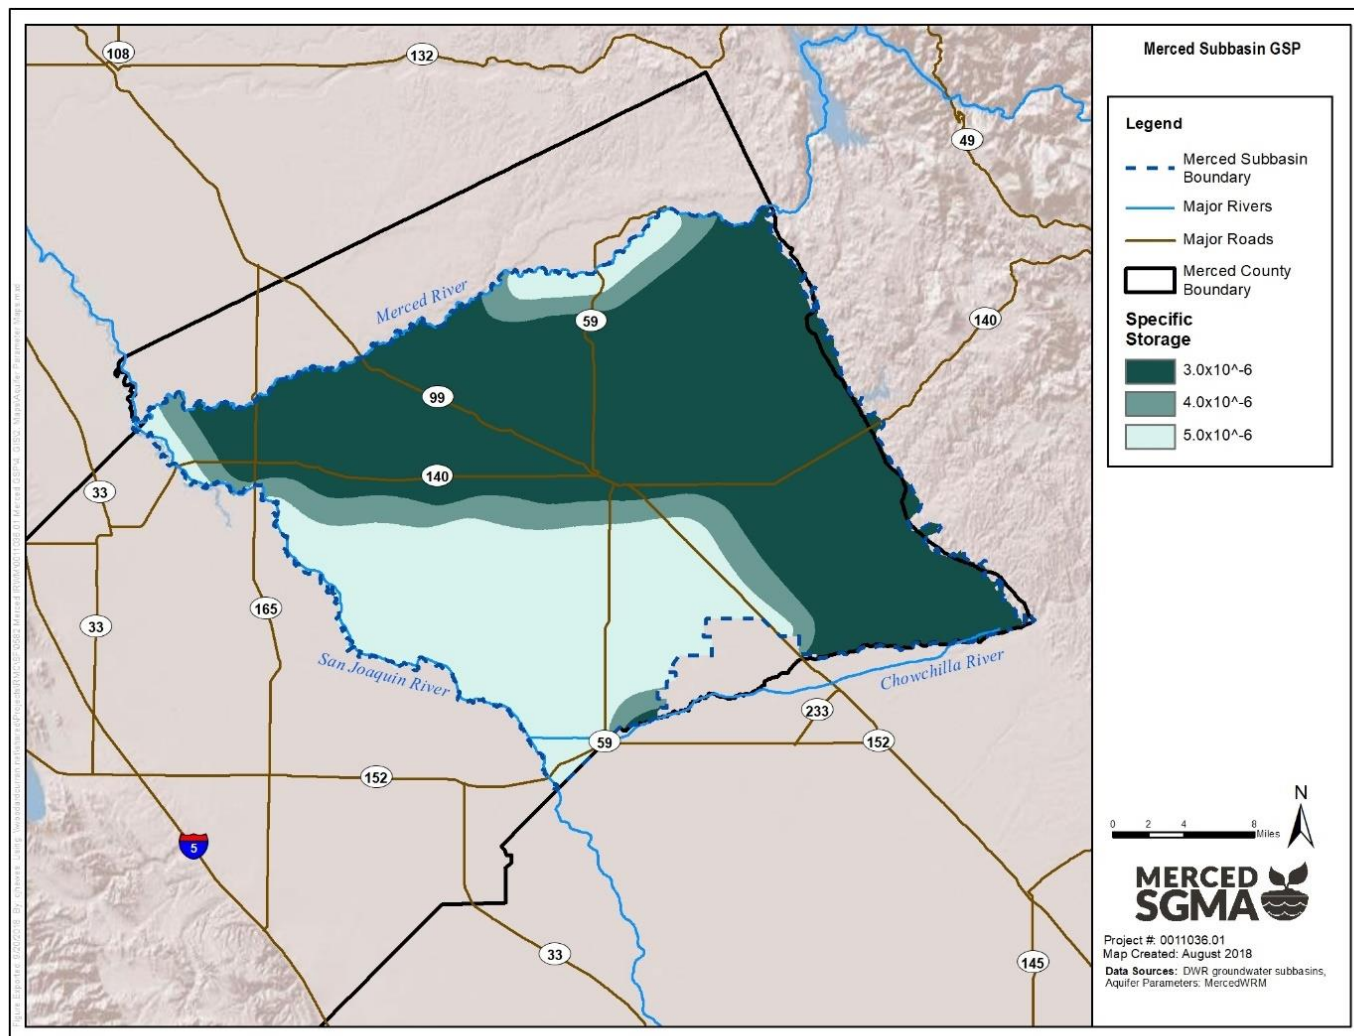 Merced Subbasin GSP
Legend
Merced Subbasin
Boundary
Major Rivers
Major Roads
Merced County
Boundary
Specific
Storage
3.0x10^-6
4.0x10^-6
5.0x10^-6
108
132
49
Merced River
59
140
99
140
33
165
33
San Joaquin River
Chowchilla River
233
59
152
152
5
33
145
N
0 2 4 8
Miles
MERCED
SGMA
Project #: 0011036.01
Map Created: August 2018
Data Sources: DWR groundwater subbasins,
Aquifer Parameters: MercedWRM